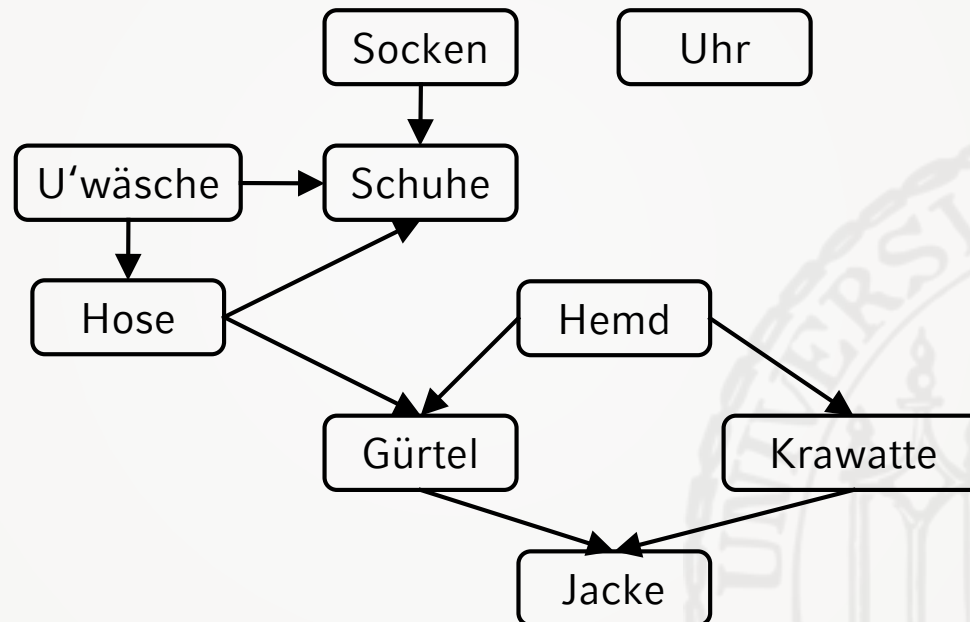 Socken
Uhr
U‘wäsche
Schuhe
Hose
Hemd
Gürtel
Krawatte
Jacke